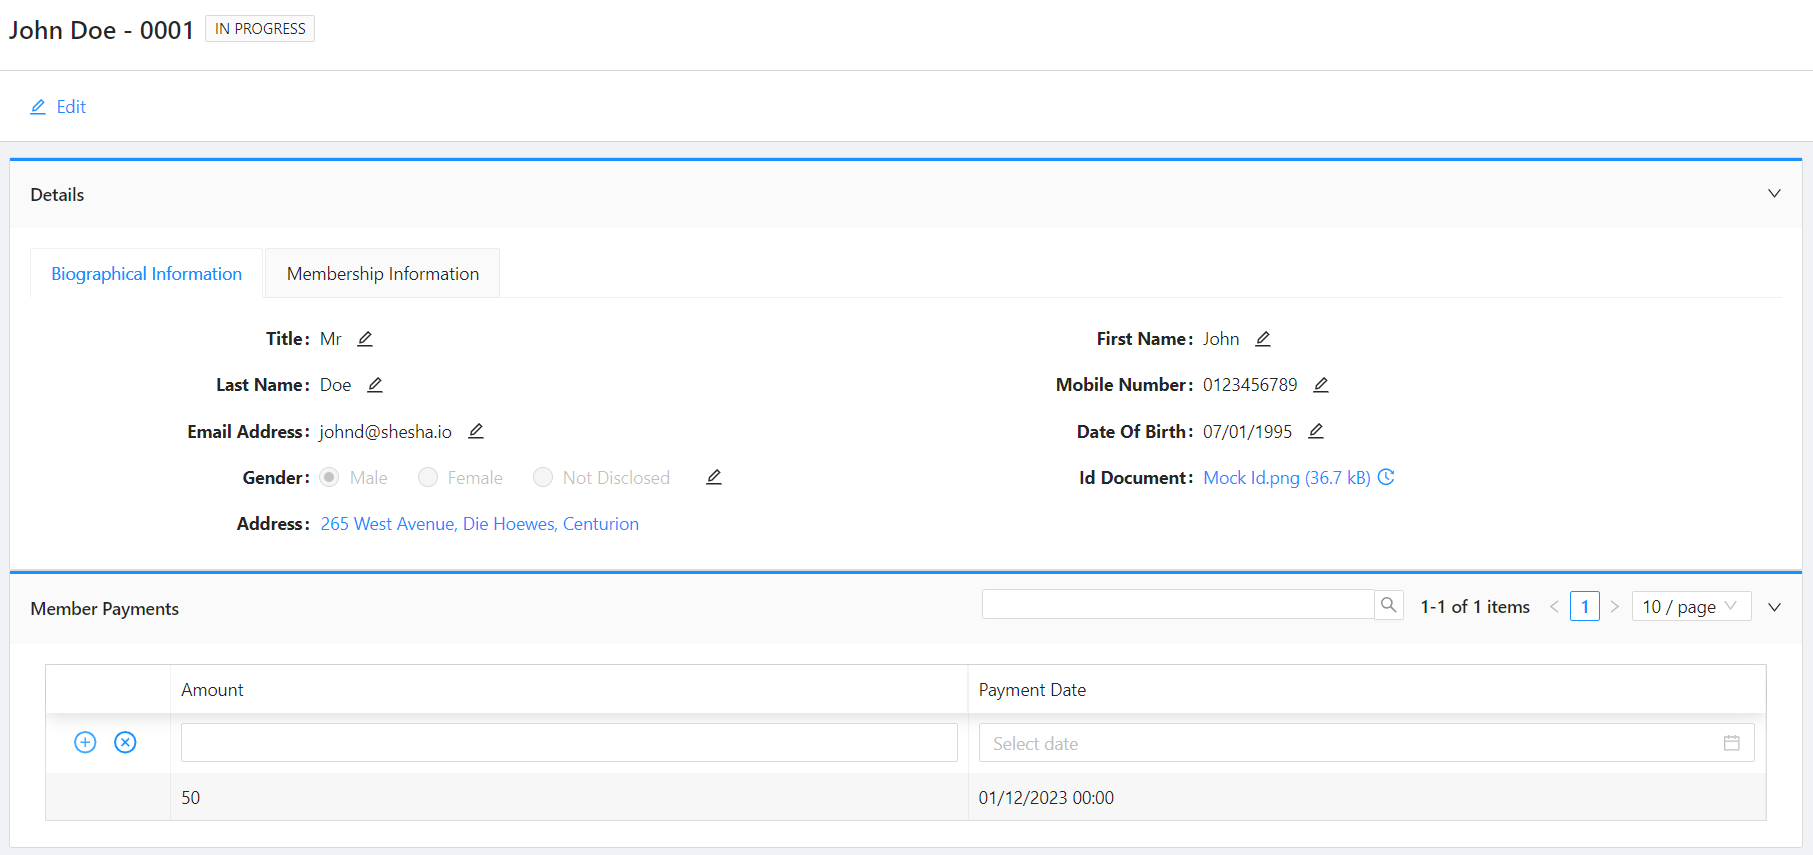 John Doe - 0001 IN PROGRESS
Edit
Details
Biographical Information Membership Information
Title: Mr First Name: John
Last Name: Doe Mobile Number: 0123456789
Email Address: johnd@shesha.io Date Of Birth: 07/01/1995
Gender: Male Female Not Disclosed Id Document: Mock Id.png (36.7 kB)
Address: 265 West Avenue, Die Hoewes, Centurion
Member Payments 1-1 of 1 items < 1 > 10 / page
Amount Payment Date
Select date
50 01/12/2023 00:00